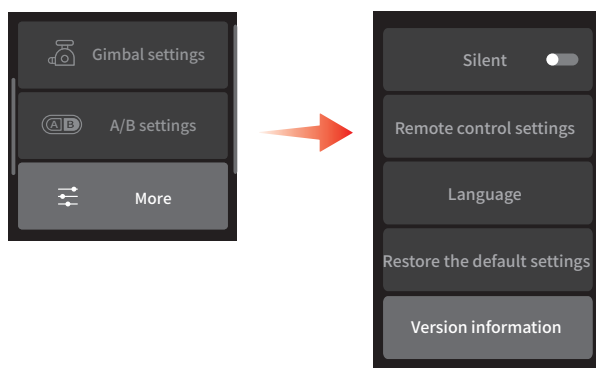 Gimbal settings
A B
A/B settings
More
Silent
Remote control settings
Language
Restore the default settings
Version information